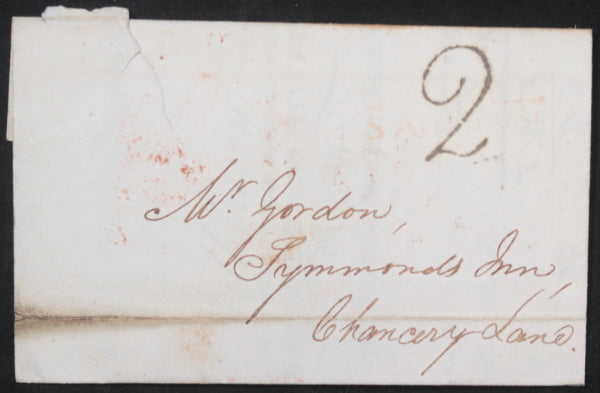 2
Mr. Gordon,
Symmonds Inn,
Chancery Lane.